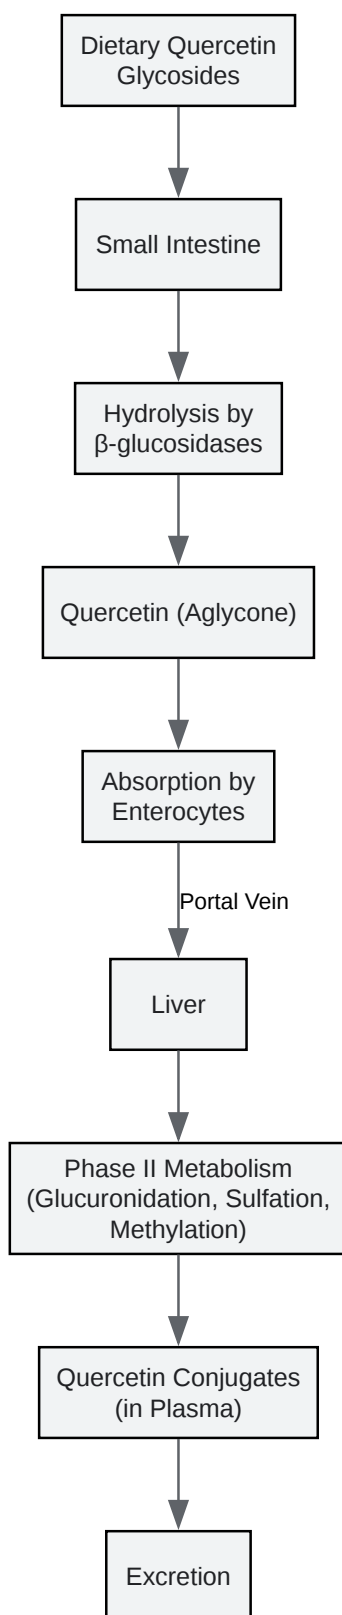 Dietary Quercetin
Glycosides
Small Intestine
Hydrolysis by
β-glucosidases
Quercetin (Aglycone)
Absorption by
Enterocytes
Portal Vein
Liver
Phase II Metabolism
(Glucuronidation, Sulfation,
Methylation)
Quercetin Conjugates
(in Plasma)
Excretion